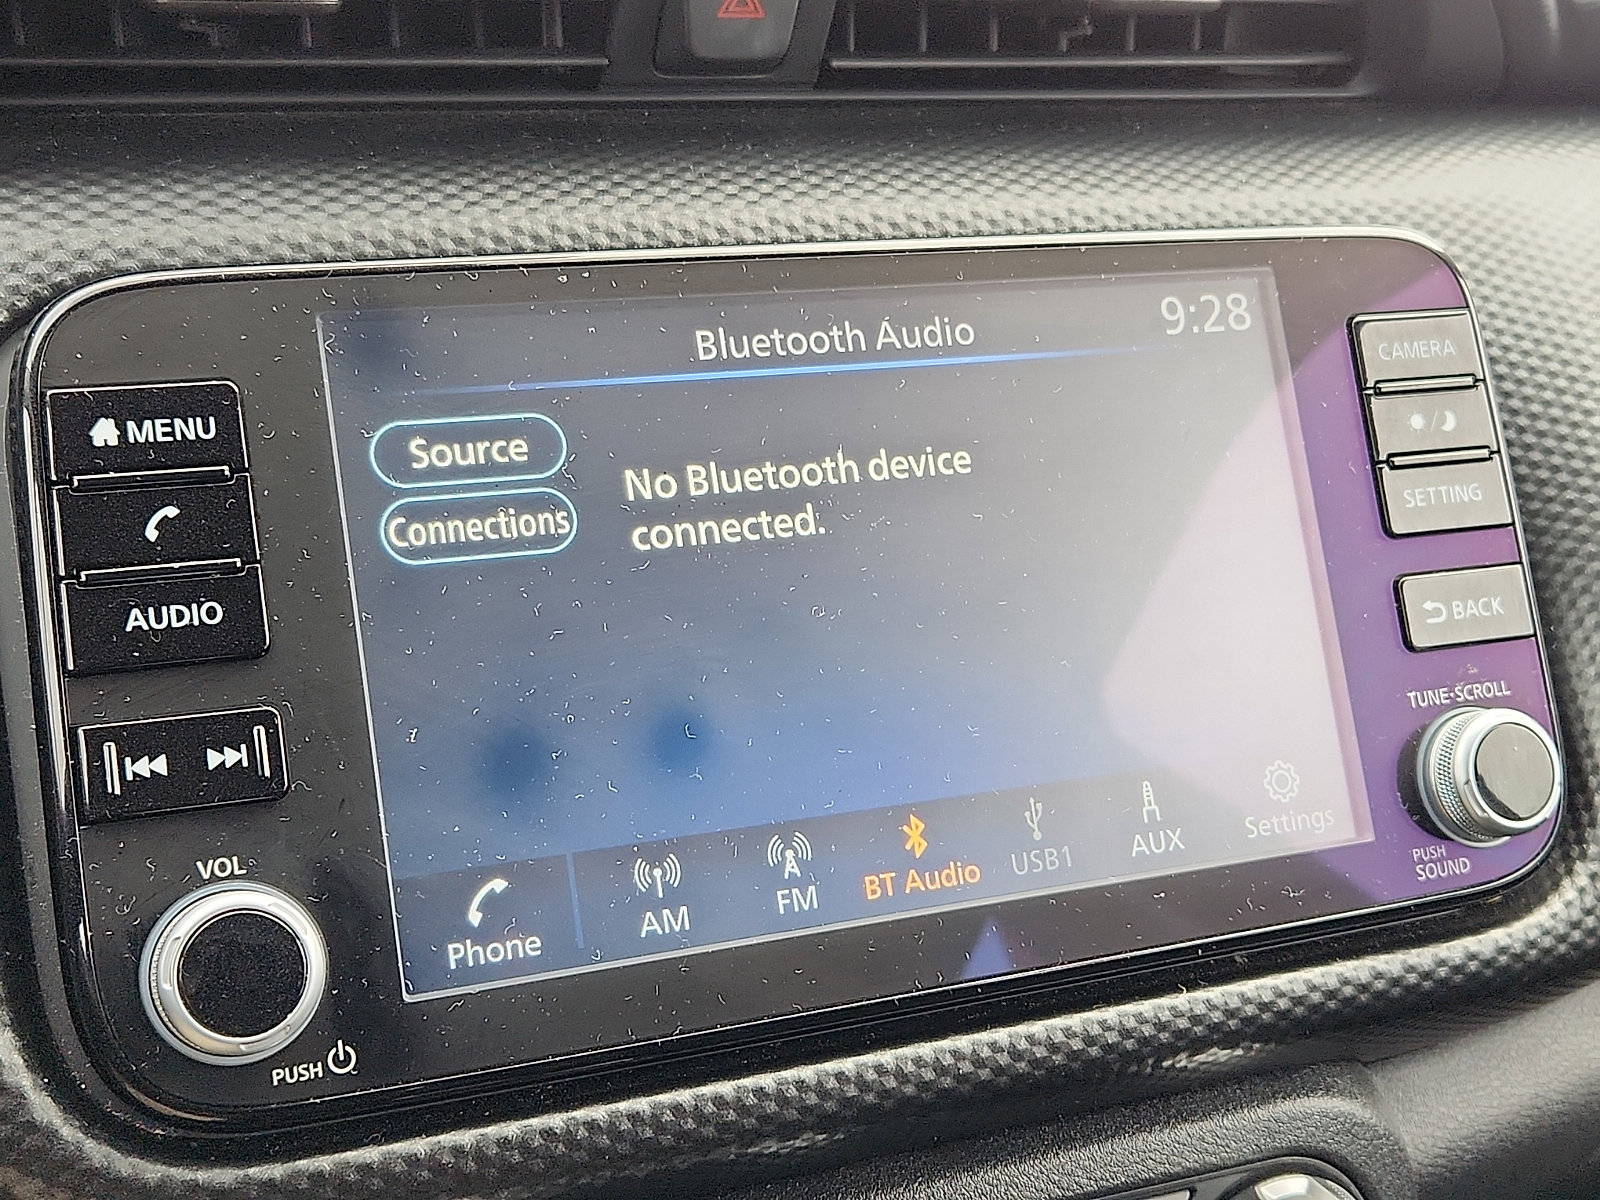 Bluetooth Audio
9:28
MENU
AUDIO
VOL
PUSH
Source
Connections
No Bluetooth device
connected.
Phone
AM
FM
BT Audio
USB1
AUX
Settings
CAMERA
SETTING
BACK
TUNE·SCROLL
PUSH
SOUND